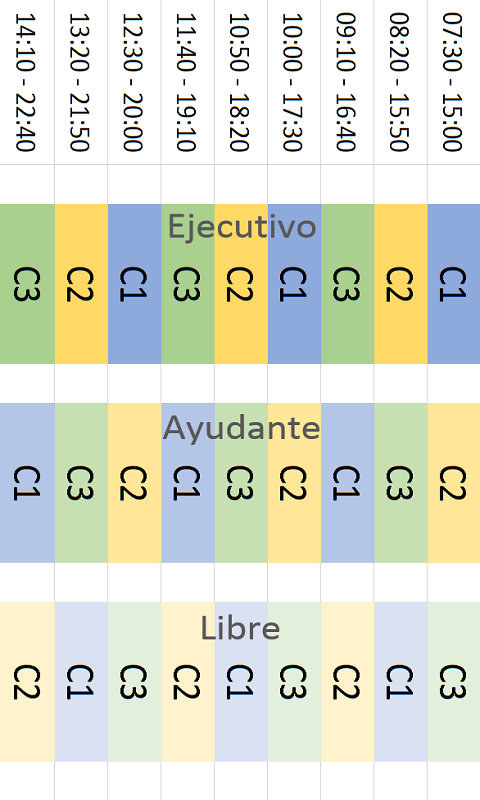 Ejecutivo
Ayudante
Libre
07:30 - 15:00 C1 C2 C3
08:20 - 15:50 C2 C3 C1
09:10 - 16:40 C3 C1 C2
10:00 - 17:30 C1 C2 C3
10:50 - 18:20 C2 C3 C1
11:40 - 19:10 C3 C1 C2
12:30 - 20:00 C1 C2 C3
13:20 - 21:50 C2 C3 C1
14:10 - 22:40 C3 C1 C2